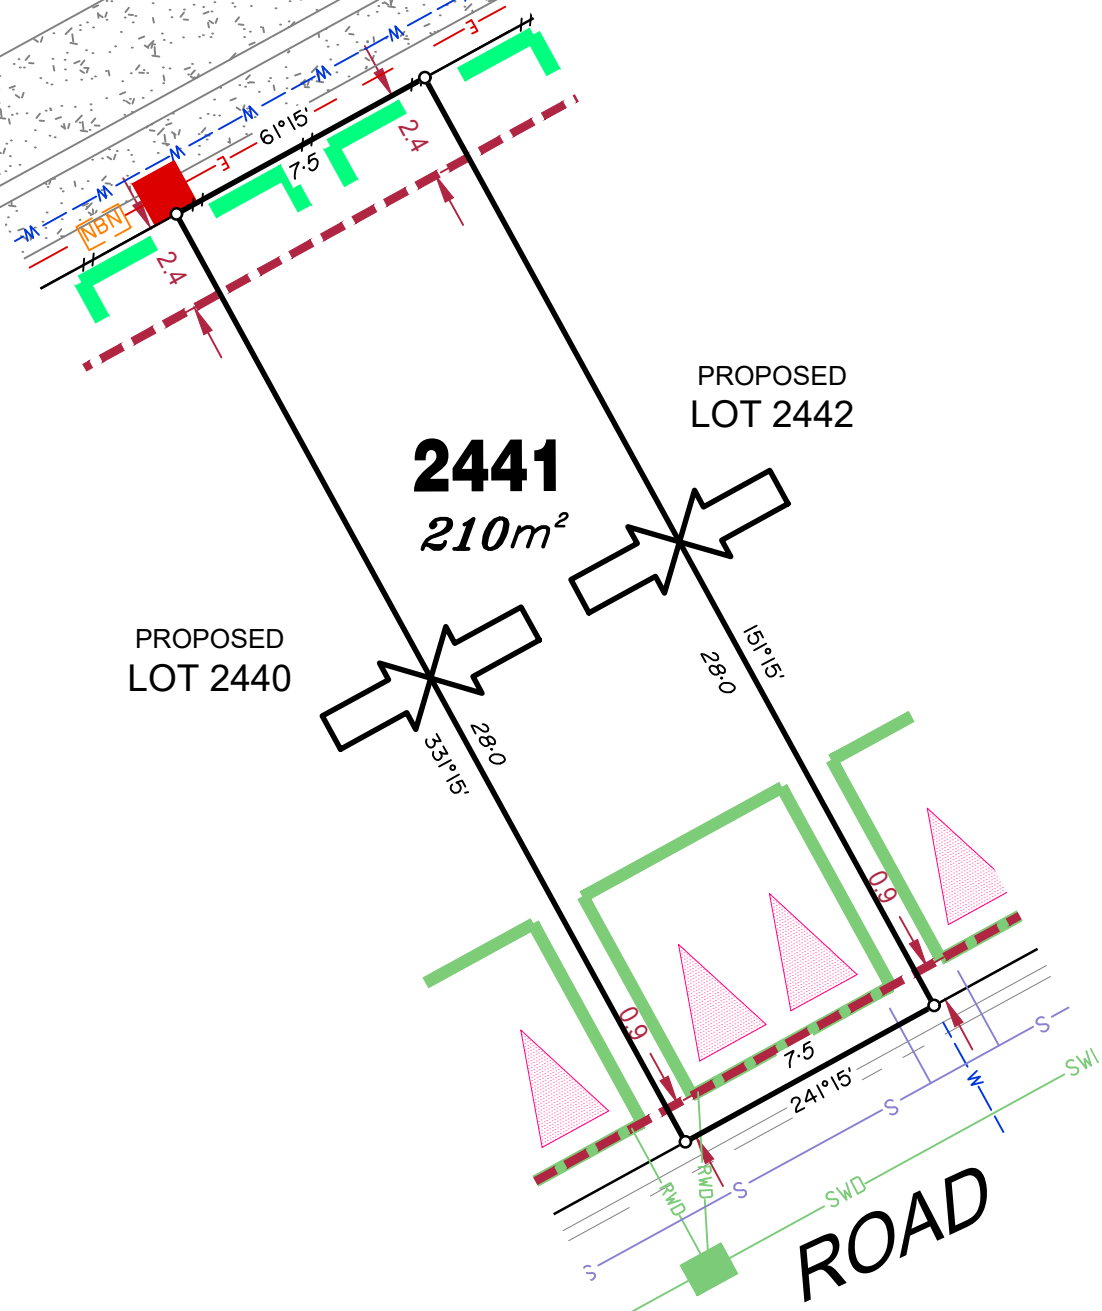 W
E
W
W
61°15'
W
7·5
2.4
E
W
W
NBN
W
2.4
PROPOSED
LOT 2442
2441
210m²
PROPOSED
LOT 2440
151°15'
28·0
28·0
331°15'
0.9
0.9
7·5
241°15'
S
W
SWI
S
RWD
RWD
S
SWD
S
ROAD